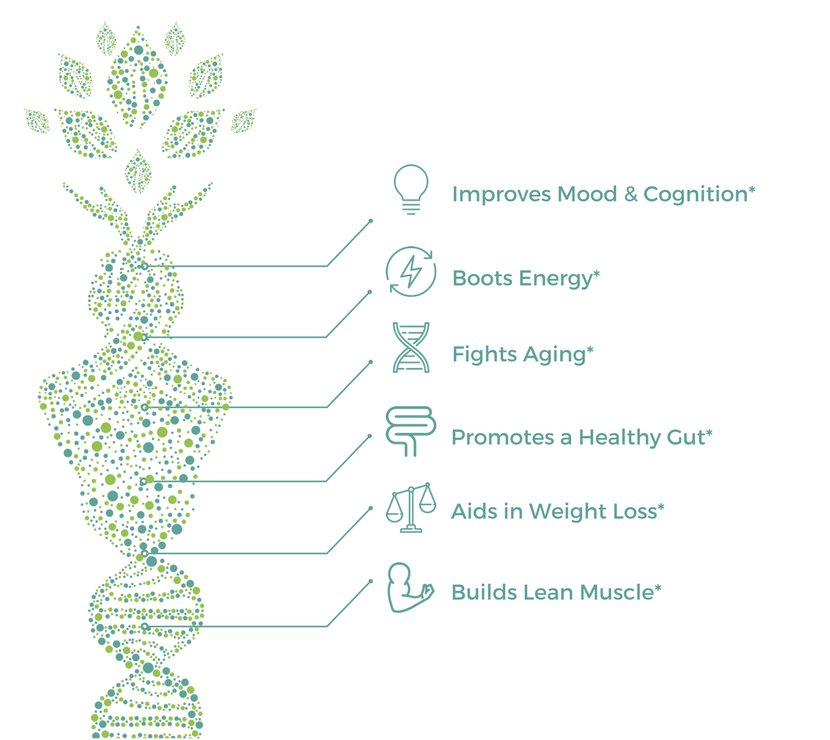 Improves Mood & Cognition*
Boots Energy*
Fights Aging*
Promotes a Healthy Gut*
Aids in Weight Loss*
Builds Lean Muscle*